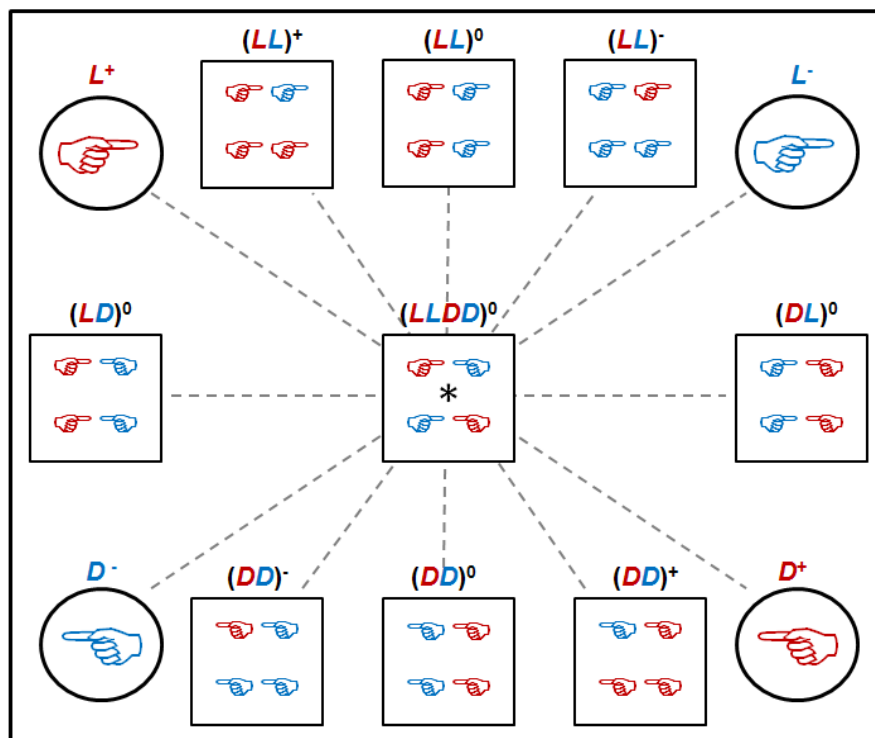 (LL)⁺ (LL)⁰ (LL)⁻
L⁺ L⁻
(LD)⁰ (LLDD)⁰ (DL)⁰
*
D⁻ (DD)⁻ (DD)⁰ (DD)⁺ D⁺